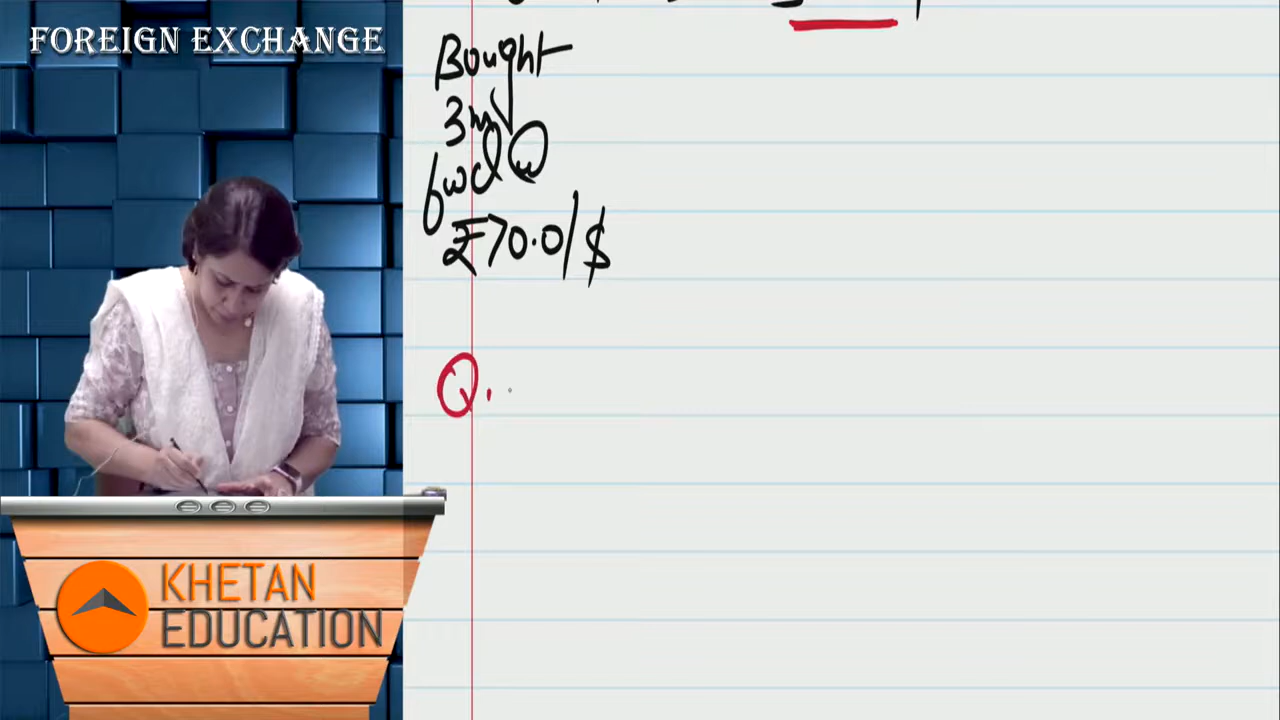 FOREIGN EXCHANGE
Bought
3m
fwd @
₹70.0/$
Q.
KHETAN
EDUCATION